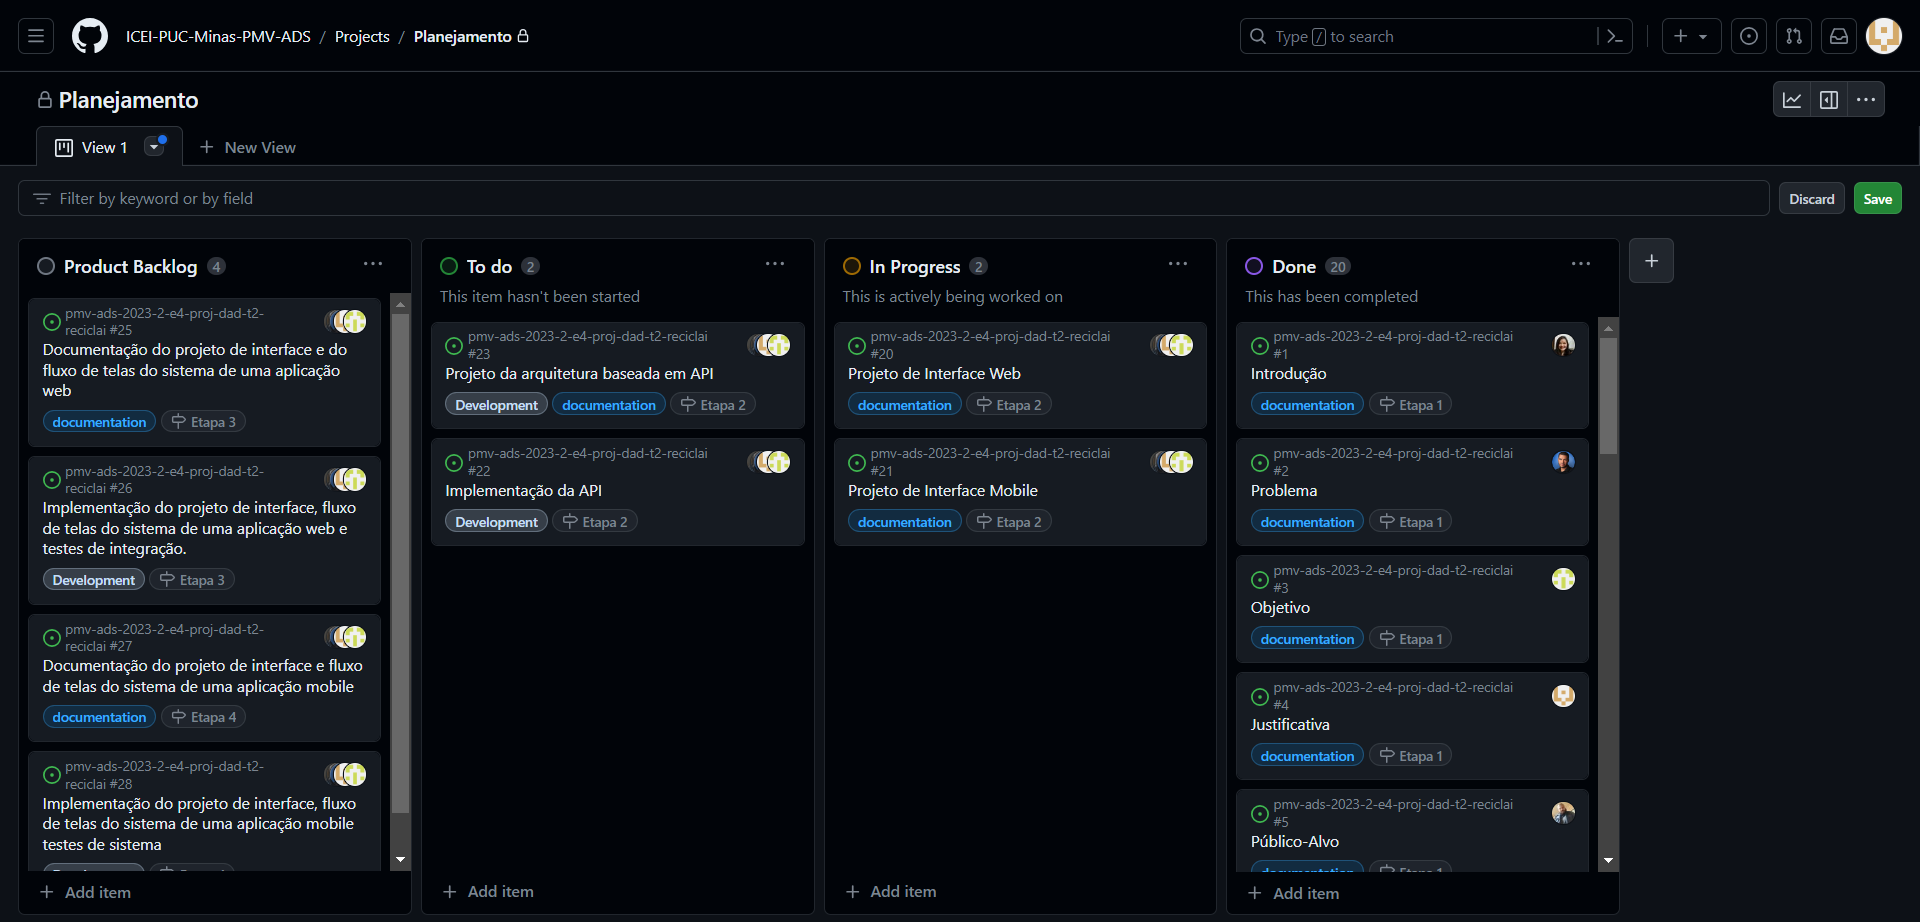 ICEI-PUC-Minas-PMV-ADS / Projects / Planejamento
Type / to search
Planejamento
View 1
New View
Filter by keyword or by field
Discard
Save
Product Backlog 4
pmv-ads-2023-2-e4-proj-dad-t2-
reciclai #25
Documentação do projeto de interface e do
fluxo de telas do sistema de uma aplicação
web
documentation
Etapa 3
pmv-ads-2023-2-e4-proj-dad-t2-
reciclai #26
Implementação do projeto de interface, fluxo
de telas do sistema de uma aplicação web e
testes de integração.
Development
Etapa 3
pmv-ads-2023-2-e4-proj-dad-t2-
reciclai #27
Documentação do projeto de interface e fluxo
de telas do sistema de uma aplicação mobile
documentation
Etapa 4
pmv-ads-2023-2-e4-proj-dad-t2-
reciclai #28
Implementação do projeto de interface, fluxo
de telas do sistema de uma aplicação mobile
testes de sistema
Add item
To do 2
This item hasn't been started
pmv-ads-2023-2-e4-proj-dad-t2-reciclai
#23
Projeto da arquitetura baseada em API
Development
documentation
Etapa 2
pmv-ads-2023-2-e4-proj-dad-t2-reciclai
#22
Implementação da API
Development
Etapa 2
Add item
In Progress 2
This is actively being worked on
pmv-ads-2023-2-e4-proj-dad-t2-reciclai
#20
Projeto de Interface Web
documentation
Etapa 2
pmv-ads-2023-2-e4-proj-dad-t2-reciclai
#21
Projeto de Interface Mobile
documentation
Etapa 2
Add item
Done 20
This has been completed
pmv-ads-2023-2-e4-proj-dad-t2-reciclai
#1
Introdução
documentation
Etapa 1
pmv-ads-2023-2-e4-proj-dad-t2-reciclai
#2
Problema
documentation
Etapa 1
pmv-ads-2023-2-e4-proj-dad-t2-reciclai
#3
Objetivo
documentation
Etapa 1
pmv-ads-2023-2-e4-proj-dad-t2-reciclai
#4
Justificativa
documentation
Etapa 1
pmv-ads-2023-2-e4-proj-dad-t2-reciclai
#5
Público-Alvo
documentation
Etapa 1
Add item